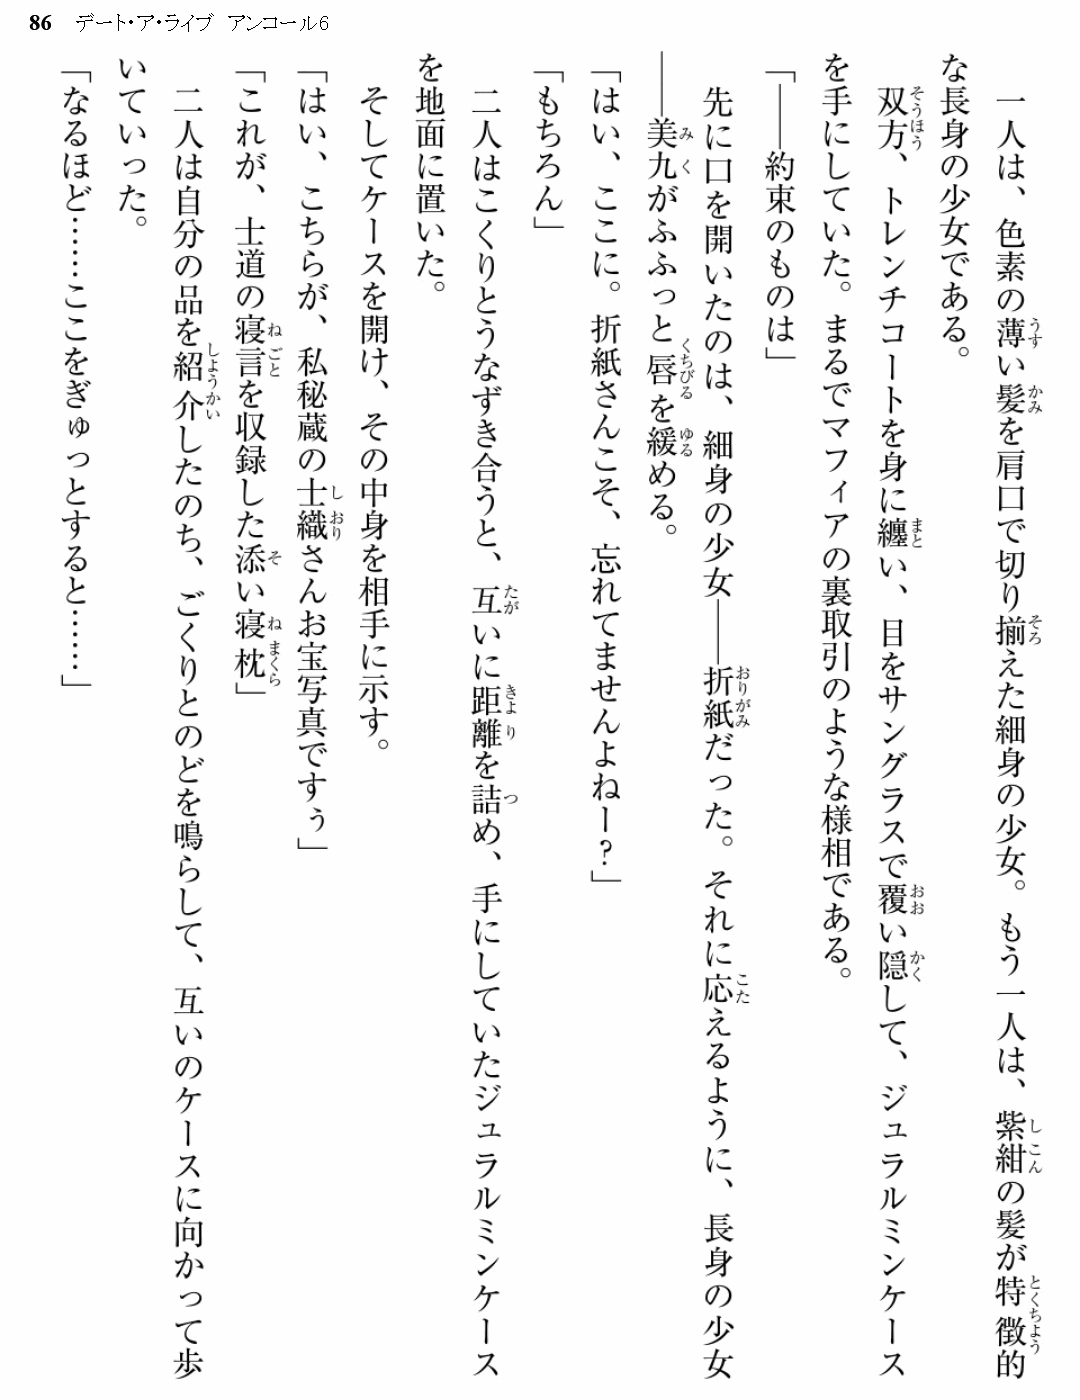 86 デート・ア・ライブ アンコール6
一人は、色素の薄い髪を肩口で切り揃えた細身の少女。もう一人は、紫紺の髪が特徴的
な長身の少女である。
双方、トレンチコートを身に纏い、目をサングラスで覆い隠して、ジュラルミンケース
を手にしていた。まるでマフィアの裏取引のような様相である。
「――約束のものは」
先に口を開いたのは、細身の少女――折紙だった。それに応えるように、長身の少女
――美九がふふっと唇を緩める。
「はい、ここに。折紙さんこそ、忘れてませんよねー?」
「もちろん」
二人はこくりとうなずき合うと、互いに距離を詰め、手にしていたジュラルミンケース
を地面に置いた。
そしてケースを開け、その中身を相手に示す。
「はい、こちらが、私秘蔵の士織さんお宝写真ですぅ」
「これが、士道の寝言を収録した添い寝枕」
二人は自分の品を紹介したのち、ごくりとのどを鳴らして、互いのケースに向かって歩
いていった。
「なるほど……ここをぎゅっとすると……」